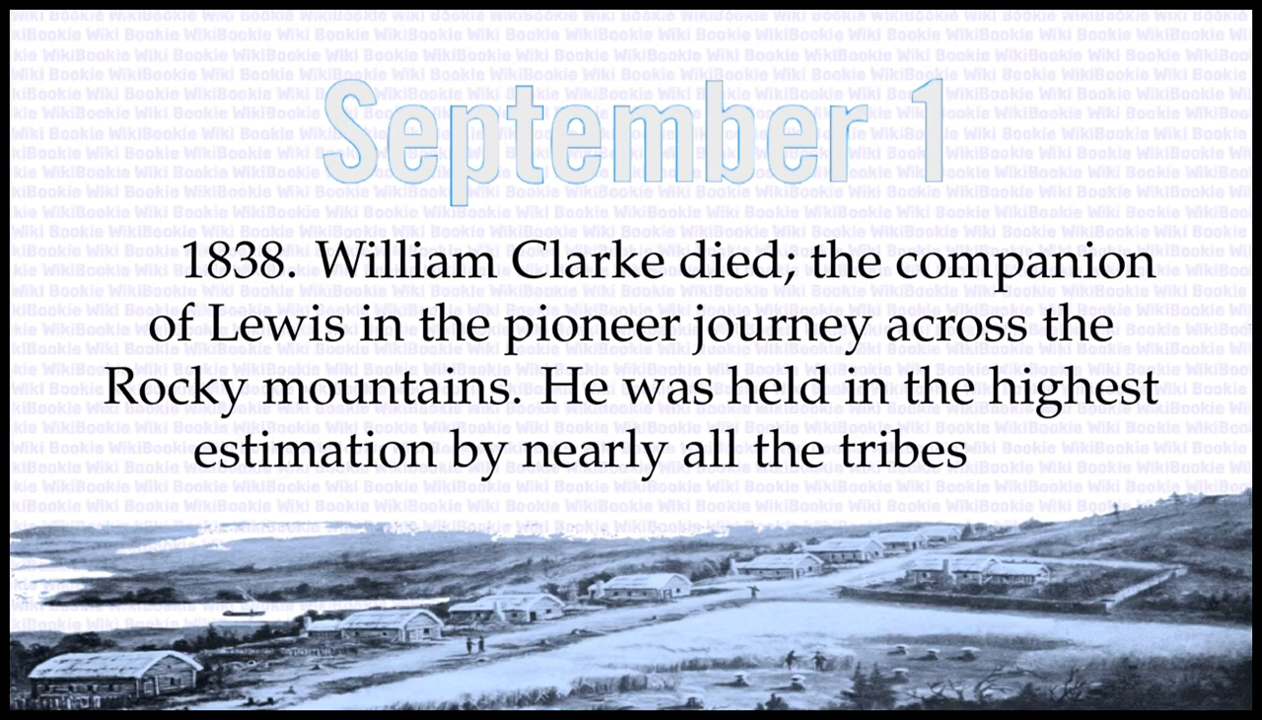 September 1
1838. William Clarke died; the companion
of Lewis in the pioneer journey across the
Rocky mountains. He was held in the highest
estimation by nearly all the tribes